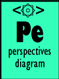 <⚙>
Pe
perspectives
diagram